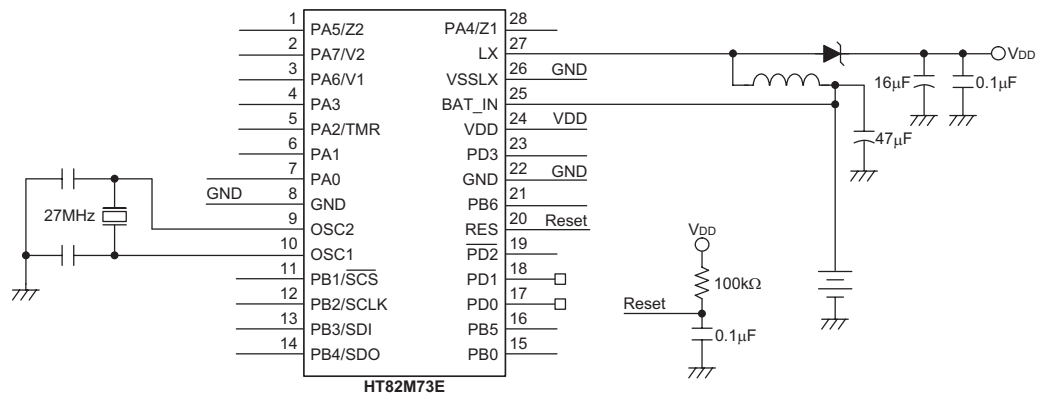 1 PA5/Z2 PA4/Z1 28
2 PA7/V2 LX 27
3 PA6/V1 VSSLX 26 GND
4 PA3 BAT_IN 25
5 PA2/TMR VDD 24 VDD
6 PA1 PD3 23
7 PA0 GND 22 GND
GND 8 GND PB6 21
9 OSC2 RES 20 Reset
10 OSC1 PD2 19
11 PB1/SCS PD1 18
12 PB2/SCLK PD0 17
13 PB3/SDI PB5 16
14 PB4/SDO PB0 15
HT82M73E
27MHz
VDD
16μF
0.1μF
47μF
VDD
100kΩ
Reset
0.1μF